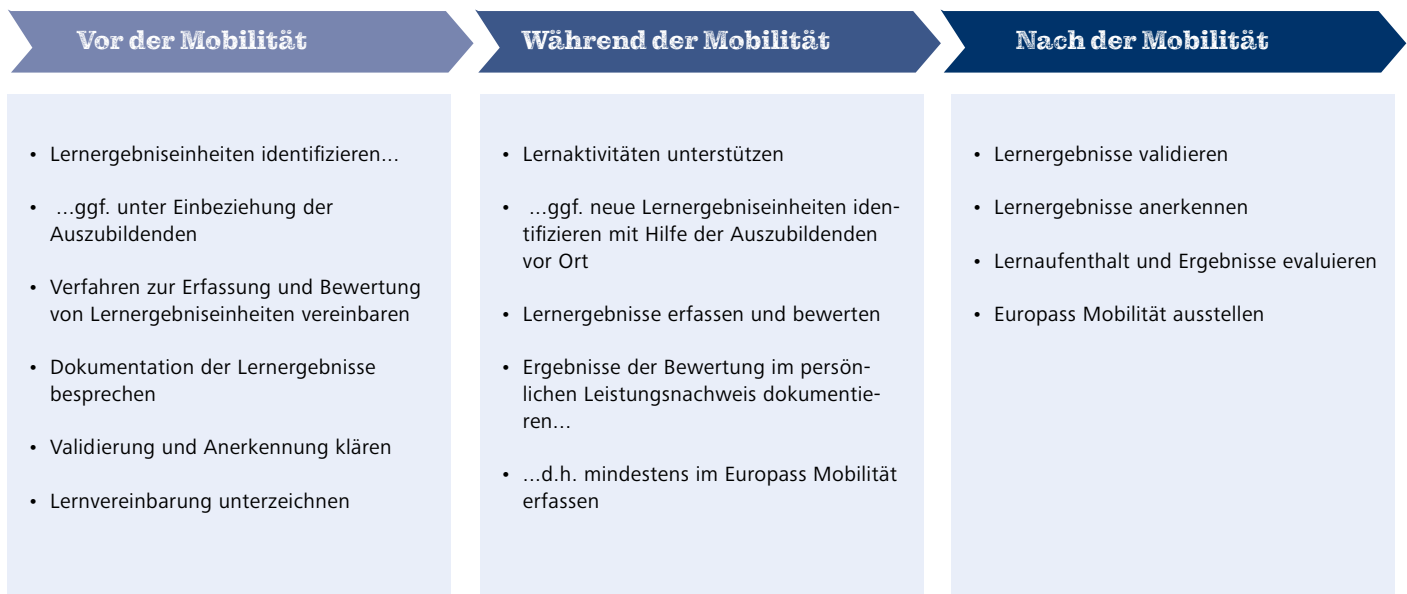 Vor der Mobilität
Während der Mobilität
Nach der Mobilität
• Lernergebniseinheiten identifizieren...
• ...ggf. unter Einbeziehung der
Auszubildenden
• Verfahren zur Erfassung und Bewertung
von Lernergebniseinheiten vereinbaren
• Dokumentation der Lernergebnisse
besprechen
• Validierung und Anerkennung klären
• Lernvereinbarung unterzeichnen
• Lernaktivitäten unterstützen
• ...ggf. neue Lernergebniseinheiten iden-
tifizieren mit Hilfe der Auszubildenden
vor Ort
• Lernergebnisse erfassen und bewerten
• Ergebnisse der Bewertung im persön-
lichen Leistungsnachweis dokumentie-
ren...
• ...d.h. mindestens im Europass Mobilität
erfassen
• Lernergebnisse validieren
• Lernergebnisse anerkennen
• Lernaufenthalt und Ergebnisse evaluieren
• Europass Mobilität ausstellen